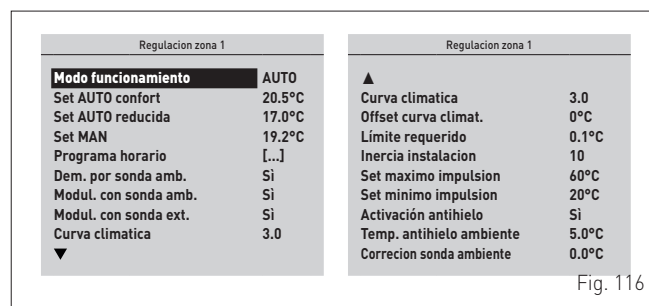 Regulacion zona 1
Modo funcionamiento AUTO
Set AUTO confort 20.5°C
Set AUTO reducida 17.0°C
Set MAN 19.2°C
Programa horario [...]
Dem. por sonda amb. Sì
Modul. con sonda amb. Sì
Modul. con sonda ext. Sì
Curva climatica 3.0
▼
Regulacion zona 1
▲
Curva climatica 3.0
Offset curva climat. 0°C
Límite requerido 0.1°C
Inercia instalacion 10
Set maximo impulsion 60°C
Set minimo impulsion 20°C
Activación antihielo Sì
Temp. antihielo ambiente 5.0°C
Correcion sonda ambiente 0.0°C
Fig. 116